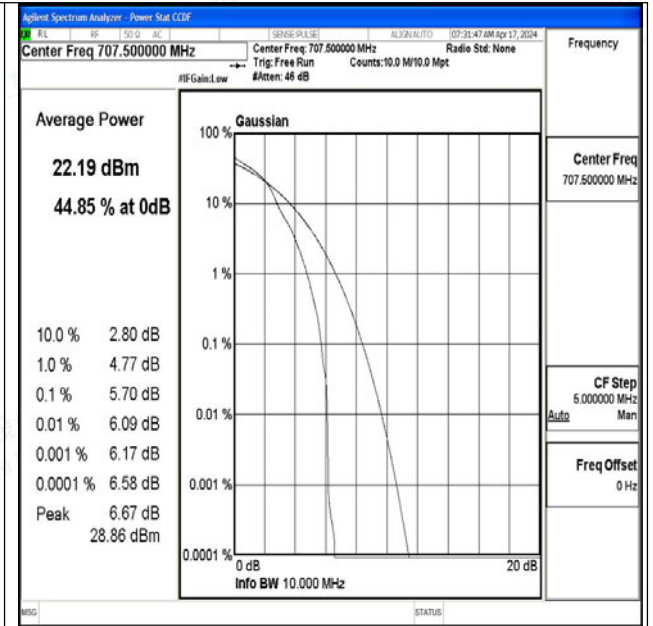 Agilent Spectrum Analyzer - Power Stat CCDF
RL RF 50 Ω AC SENSE:PULSE ALIGN AUTO 07:31:47 AM Apr 17, 2024
Center Freq 707.500000 MHz
Center Freq: 707.500000 MHz Radio Std: None
Trig: Free Run Counts:10.0 M/10.0 Mpt
#IFGain:Low #Atten: 46 dB
Average Power
22.19 dBm
44.85 % at 0dB
10.0 % 2.80 dB
1.0 % 4.77 dB
0.1 % 5.70 dB
0.01 % 6.09 dB
0.001 % 6.17 dB
0.0001 % 6.58 dB
Peak 6.67 dB
28.86 dBm
Gaussian
100 %
10 %
1 %
0.1 %
0.01 %
0.001 %
0.0001 %
0 dB 20 dB
Info BW 10.000 MHz
Frequency
Center Freq
707.500000 MHz
CF Step
5.000000 MHz
Auto Man
Freq Offset
0 Hz
MSG STATUS